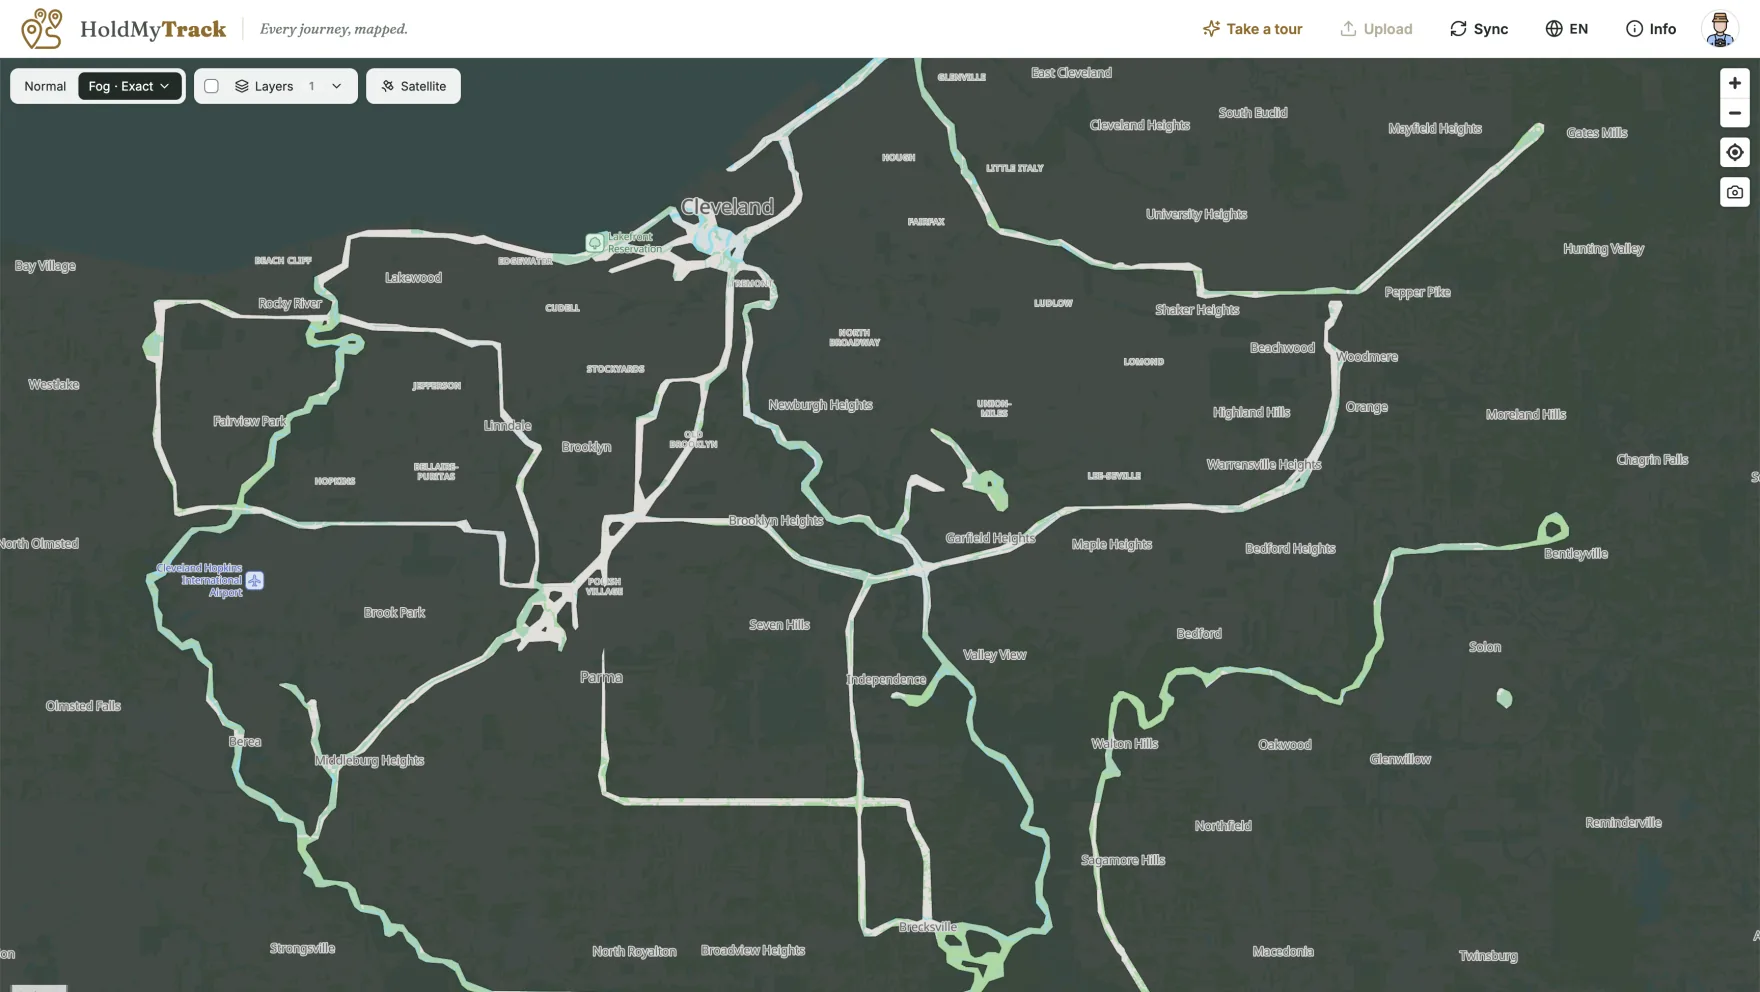 HoldMyTrack
Every journey, mapped.
Take a tour
Upload
Sync
EN
Info
Normal
Fog · Exact
Layers
1
Satellite
GLENVILLE
East Cleveland
South Euclid
Cleveland Heights
Mayfield Heights
Gates Mills
HOUGH
LITTLE ITALY
Cleveland
University Heights
FAIRFAX
Lakefront
Reservation
Hunting Valley
BEACH CLIFF
EDGEWATER
Bay Village
Lakewood
TREMONT
Pepper Pike
Rocky River
CUDELL
LUDLOW
Shaker Heights
NORTH
BROADWAY
Beachwood
Woodmere
LOMOND
STOCKYARDS
Westlake
JEFFERSON
Newburgh Heights
UNION-
MILES
Highland Hills
Orange
Moreland Hills
Fairview Park
Linndale
OLD
BROOKLYN
Brooklyn
Chagrin Falls
BELLAIRE-
PURITAS
Warrensville Heights
HOPKINS
LEE-SEVILLE
Brooklyn Heights
Garfield Heights
North Olmsted
Maple Heights
Bedford Heights
Bentleyville
Cleveland Hopkins
International
Airport
POLISH
VILLAGE
Brook Park
Seven Hills
Bedford
Solon
Valley View
Parma
Independence
Olmsted Falls
Berea
Walton Hills
Oakwood
Middleburg Heights
Glenwillow
Northfield
Reminderville
Sagamore Hills
Brecksville
Strongsville
North Royalton
Broadview Heights
Macedonia
Twinsburg